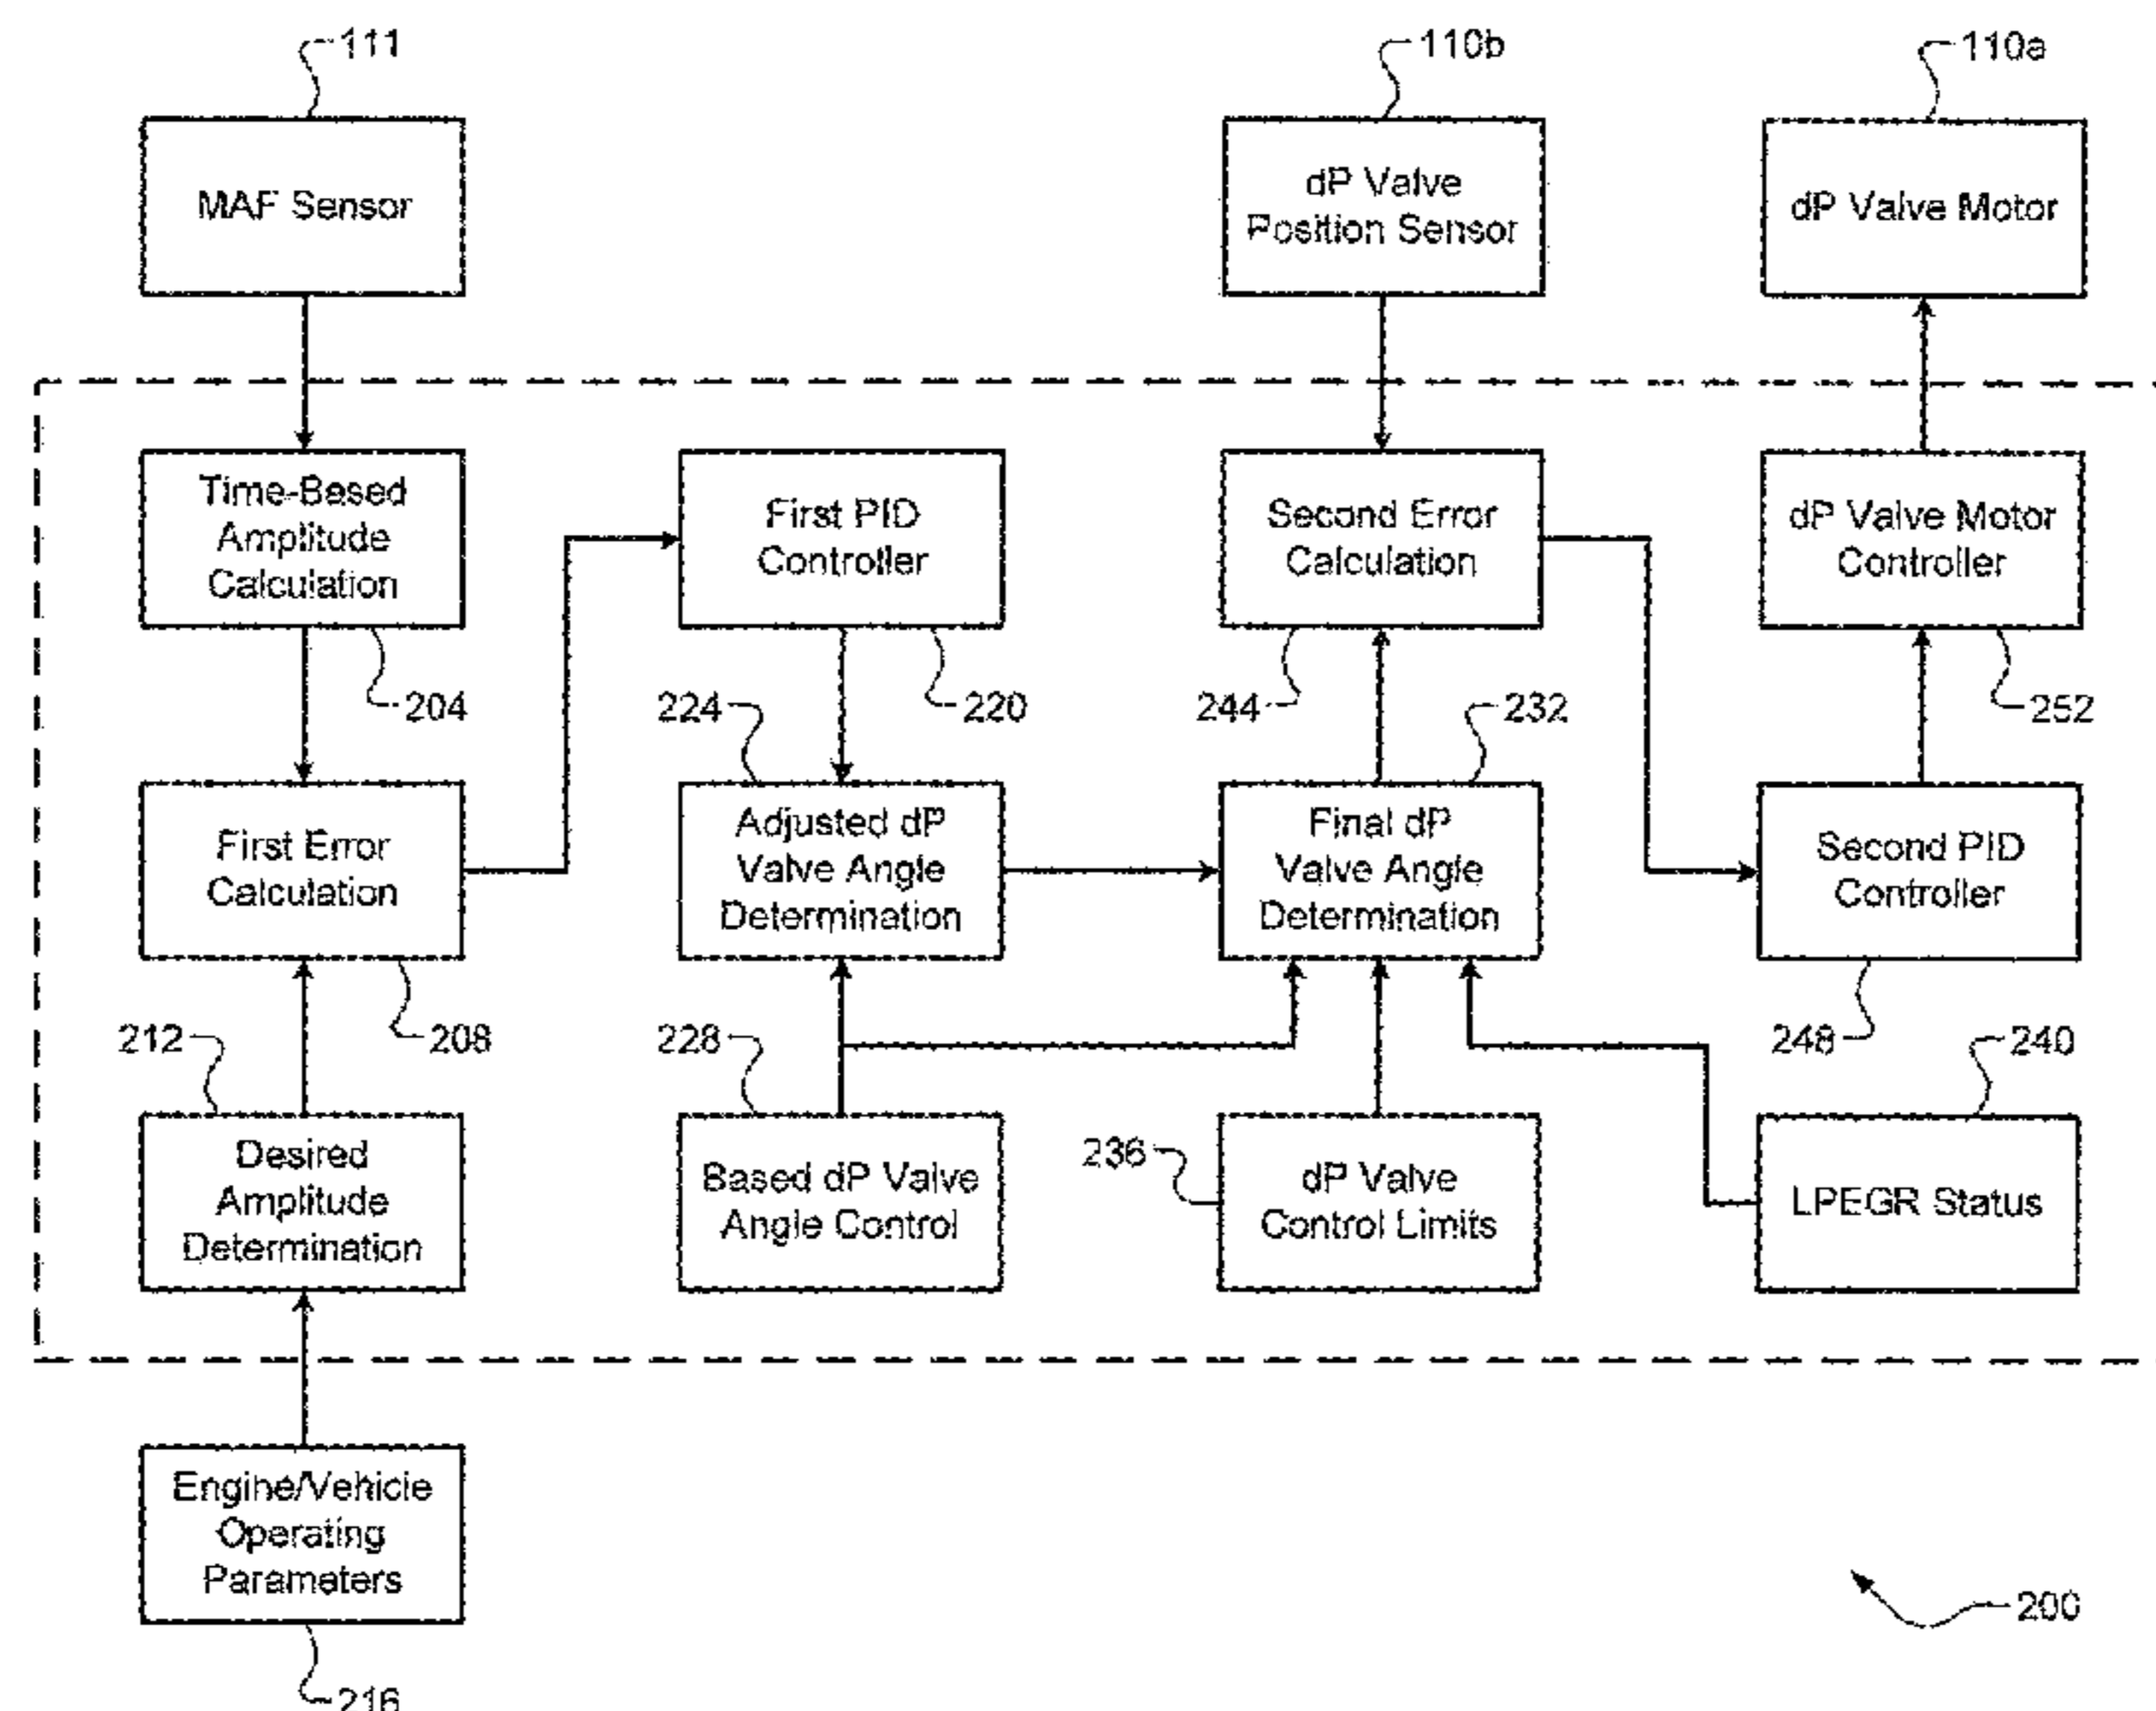 111
110b
110a
MAF Sensor
dP Valve
Position Sensor
dP Valve Motor
Time-Based
Amplitude
Calculation
First PID
Controller
Second Error
Calculation
dP Valve Motor
Controller
204
224
220
244
232
252
First Error
Calculation
Adjusted dP
Valve Angle
Determination
Final dP
Valve Angle
Determination
Second PID
Controller
212
208
228
248
240
236
Desired
Amplitude
Determination
Based dP Valve
Angle Control
dP Valve
Control Limits
LPEGR Status
Engine/Vehicle
Operating
Parameters
200
216